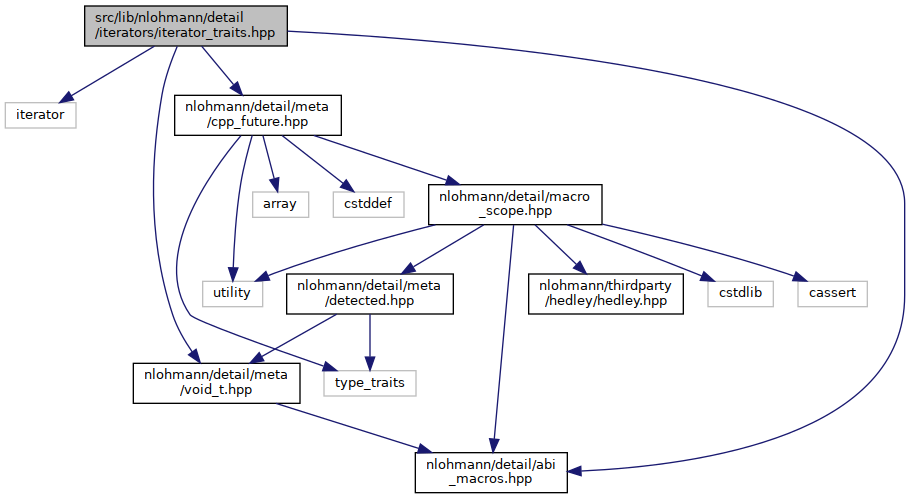 src/lib/nlohmann/detail
/iterators/iterator_traits.hpp
iterator
nlohmann/detail/meta
/cpp_future.hpp
array
cstddef
nlohmann/detail/macro
_scope.hpp
utility
nlohmann/detail/meta
/detected.hpp
nlohmann/thirdparty
/hedley/hedley.hpp
cstdlib
cassert
nlohmann/detail/meta
/void_t.hpp
type_traits
nlohmann/detail/abi
_macros.hpp